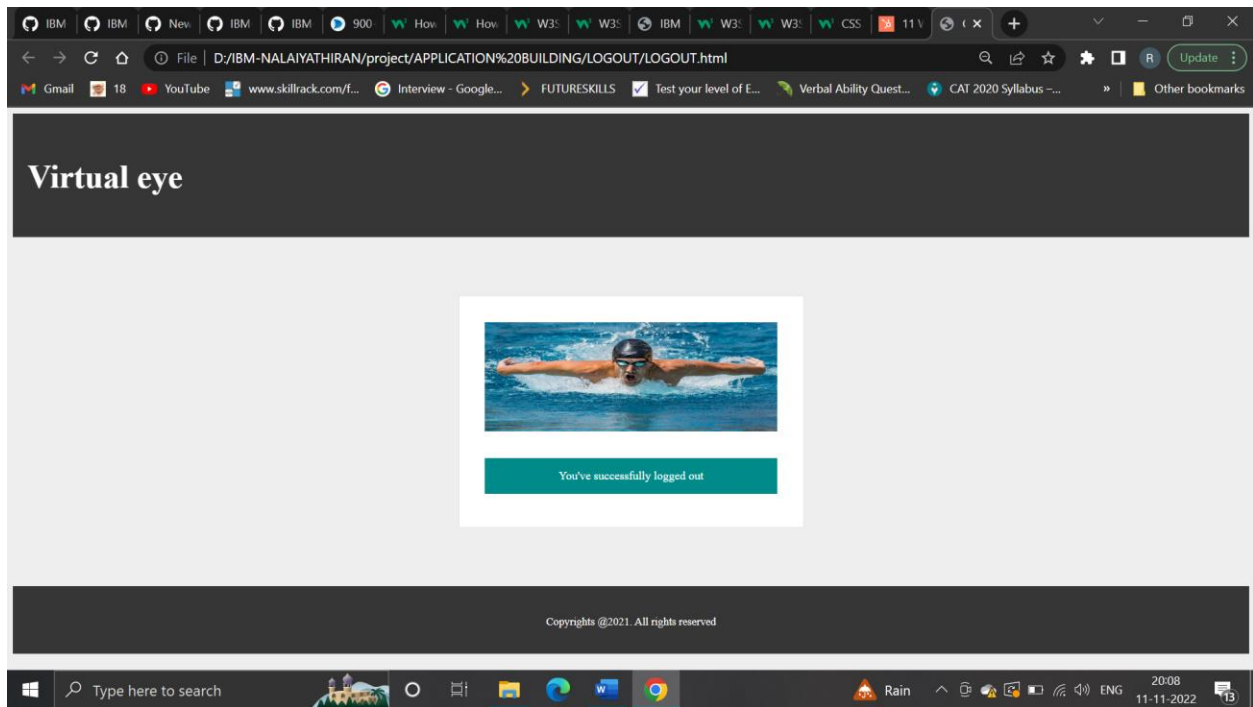 IBM IBM New IBM IBM 900 How How W3S W3S IBM W3S W3S CSS 11
File D:/IBM-NALAIYATHIRAN/project/APPLICATION%20BUILDING/LOGOUT/LOGOUT.html R Update
Gmail 18 YouTube www.skillrack.com/f... Interview - Google... FUTURESKILLS Test your level of E... Verbal Ability Quest... CAT 2020 Syllabus –... » Other bookmarks
Virtual eye
You've successfully logged out
Copyrights @2021. All rights reserved
Type here to search Rain ENG 20:08
11-11-2022 13